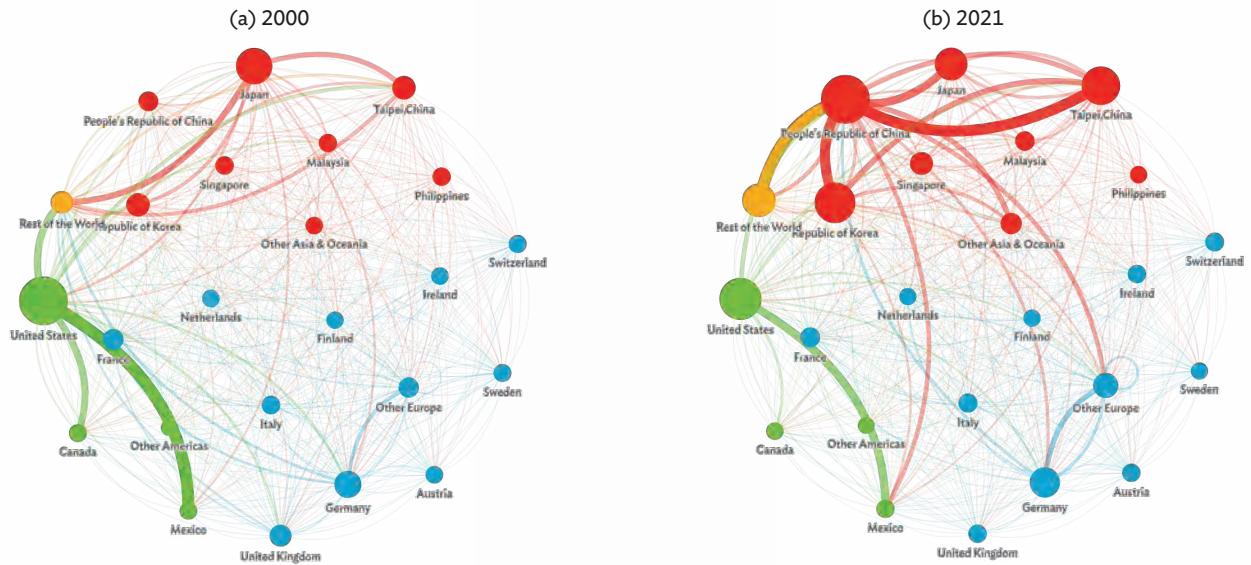 (a) 2000
Japan
Taipei,China
People's Republic of China
Malaysia
Singapore
Philippines
Rest of the World
Republic of Korea
Other Asia & Oceania
Switzerland
Ireland
Netherlands
United States
Finland
France
Sweden
Other Europe
Italy
Canada
Other Americas
Austria
Germany
Mexico
United Kingdom
(b) 2021
Japan
Taipei,China
People's Republic of China
Malaysia
Singapore
Philippines
Rest of the World
Republic of Korea
Other Asia & Oceania
Switzerland
Ireland
Netherlands
United States
Finland
France
Sweden
Other Europe
Italy
Canada
Other Americas
Austria
Germany
Mexico
United Kingdom